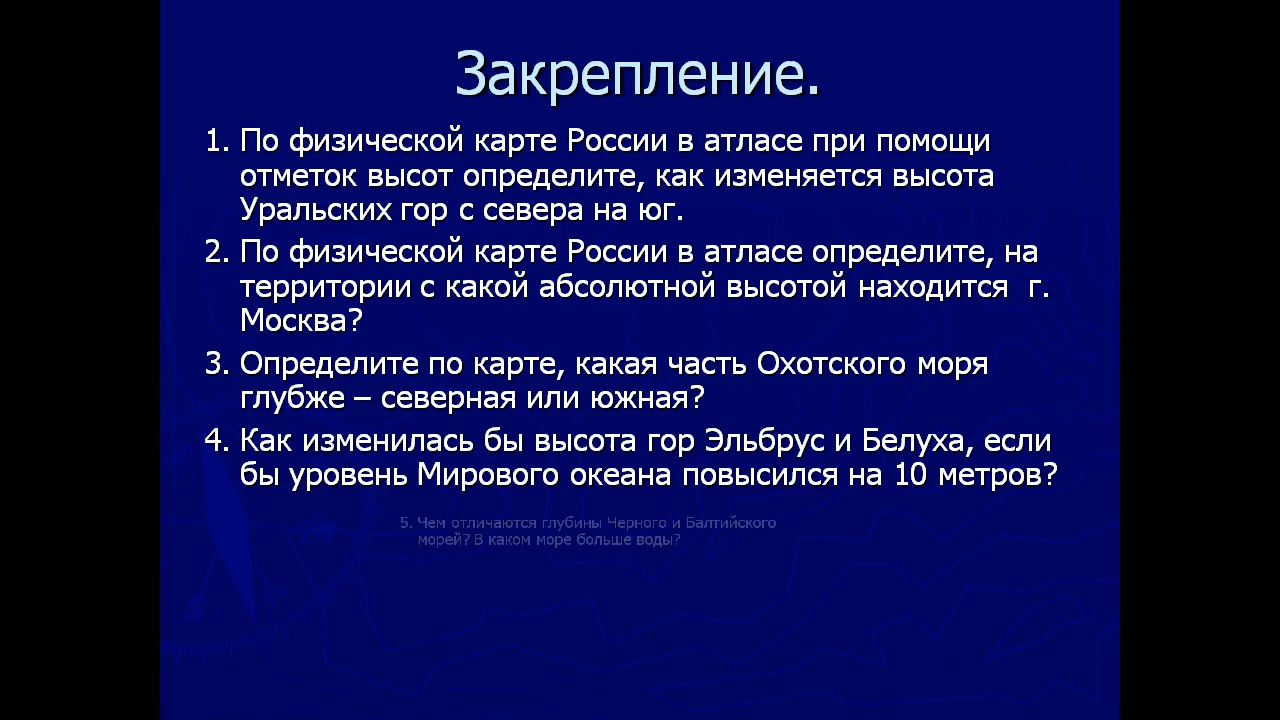 Закрепление.
1. По физической карте России в атласе при помощи
отметок высот определите, как изменяется высота
Уральских гор с севера на юг.
2. По физической карте России в атласе определите, на
территории с какой абсолютной высотой находится г.
Москва?
3. Определите по карте, какая часть Охотского моря
глубже – северная или южная?
4. Как изменилась бы высота гор Эльбрус и Белуха, если
бы уровень Мирового океана повысился на 10 метров?
5. Чем отличаются глубины Черного и Балтийского
морей? В каком море больше воды?